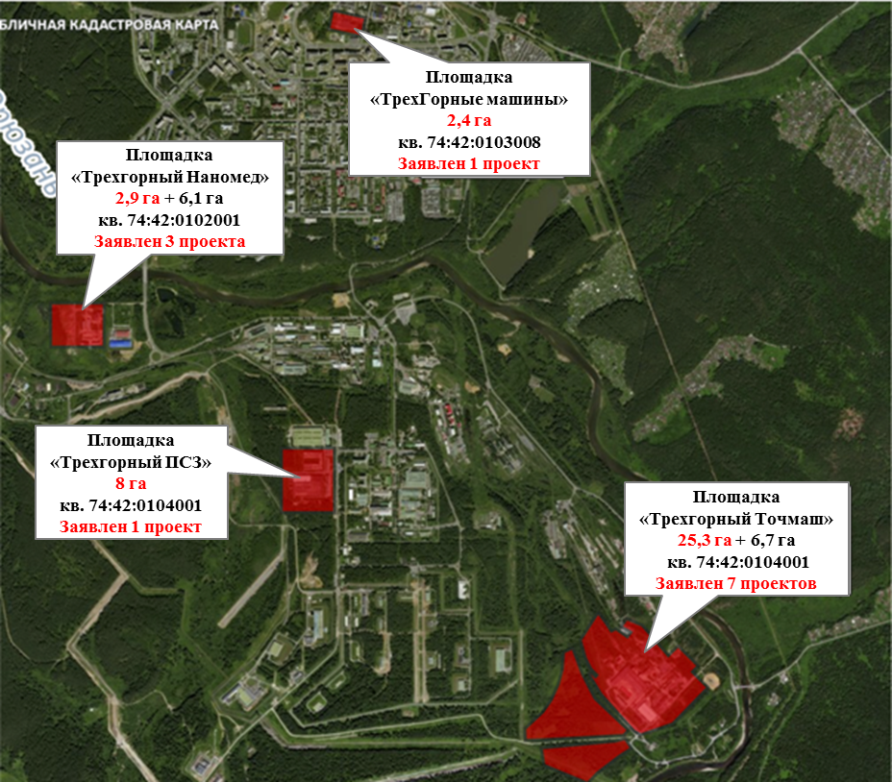 БЛИЧНАЯ КАДАСТРОВАЯ КАРТА
Площадка
«ТрехГорные машины»
2,4 га
кв. 74:42:0103008
Заявлен 1 проект
Площадка
«Трехгорный Наномед»
2,9 га + 6,1 га
кв. 74:42:0102001
Заявлен 3 проекта
Площадка
«Трехгорный ПСЗ»
8 га
кв. 74:42:0104001
Заявлен 1 проект
Площадка
«Трехгорный Точмаш»
25,3 га + 6,7 га
кв. 74:42:0104001
Заявлен 7 проектов